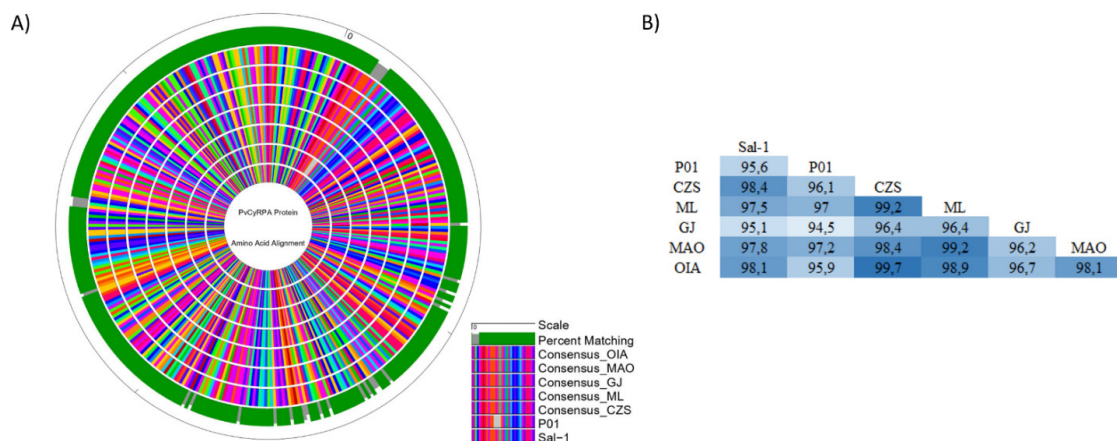 A)
0
PvCyRPA Protein
Amino Acid Alignment
0
Scale
Percent Matching
Consensus_OIA
Consensus_MAO
Consensus_GJ
Consensus_ML
Consensus_CZS
P01
Sal-1
B)
Sal-1
P01 95,6 P01
CZS 98,4 96,1 CZS
ML 97,5 97 99,2 ML
GJ 95,1 94,5 96,4 96,4 GJ
MAO 97,8 97,2 98,4 99,2 96,2 MAO
OIA 98,1 95,9 99,7 98,9 96,7 98,1